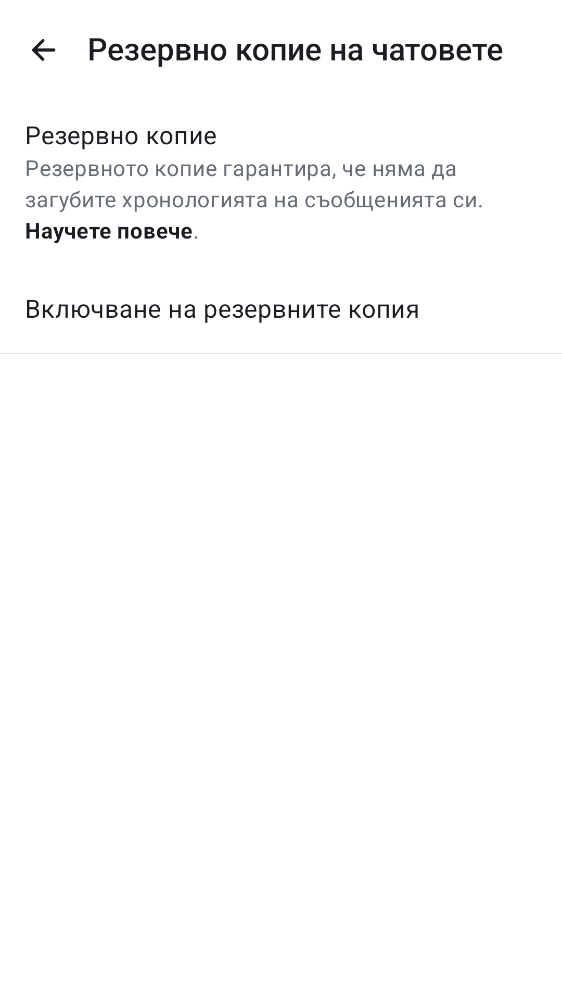 Резервно копие на чатовете
Резервно копие
Резервното копие гарантира, че няма да
загубите хронологията на съобщенията си.
Научете повече.
Включване на резервните копия